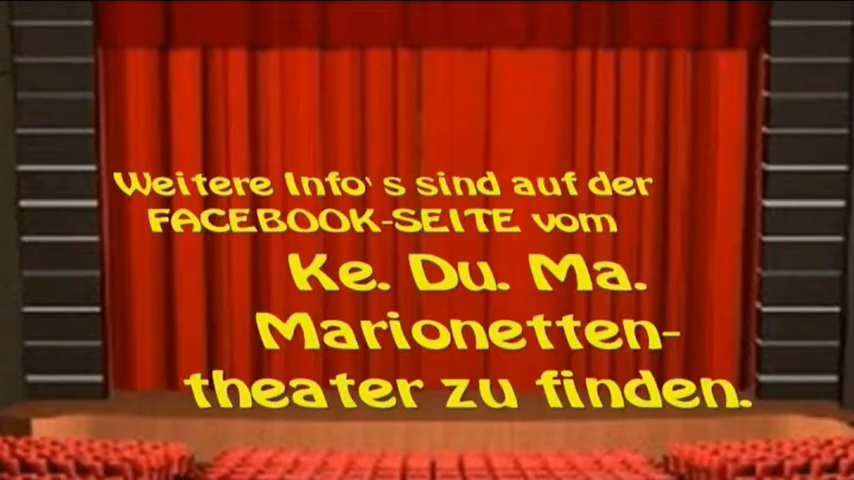 Weitere Info's sind auf der
FACEBOOK-SEITE vom
Ke. Du. Ma.
Marionetten-
theater zu finden.